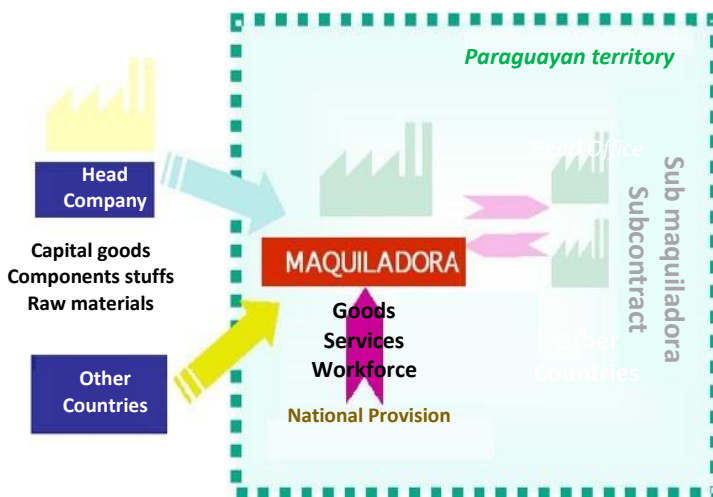 Paraguayan territory
Head Office
Head
Company
Capital goods
Components stuffs
Raw materials
MAQUILADORA
Goods
Services
Workforce
National Provision
Sub maquiladora
Subcontract
Other
Countries
Other
Countries